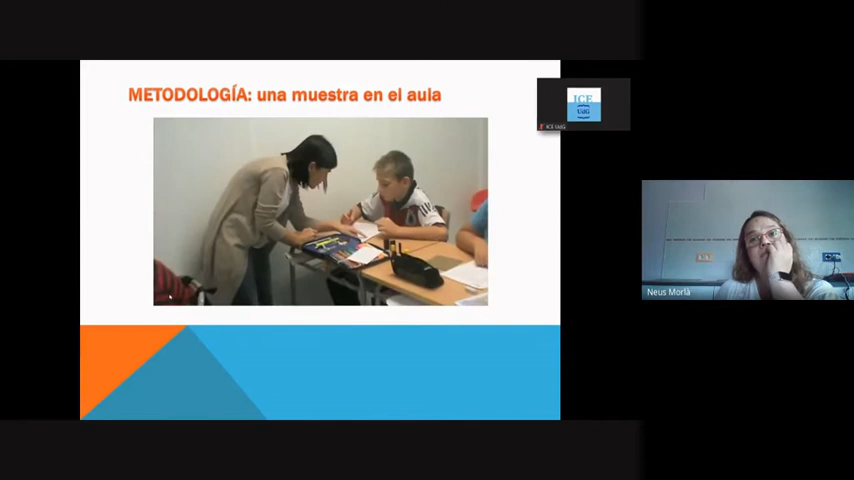 METODOLOGÍA: una muestra en el aula
ICE
UdG
ICE UdG
Neus Morlà